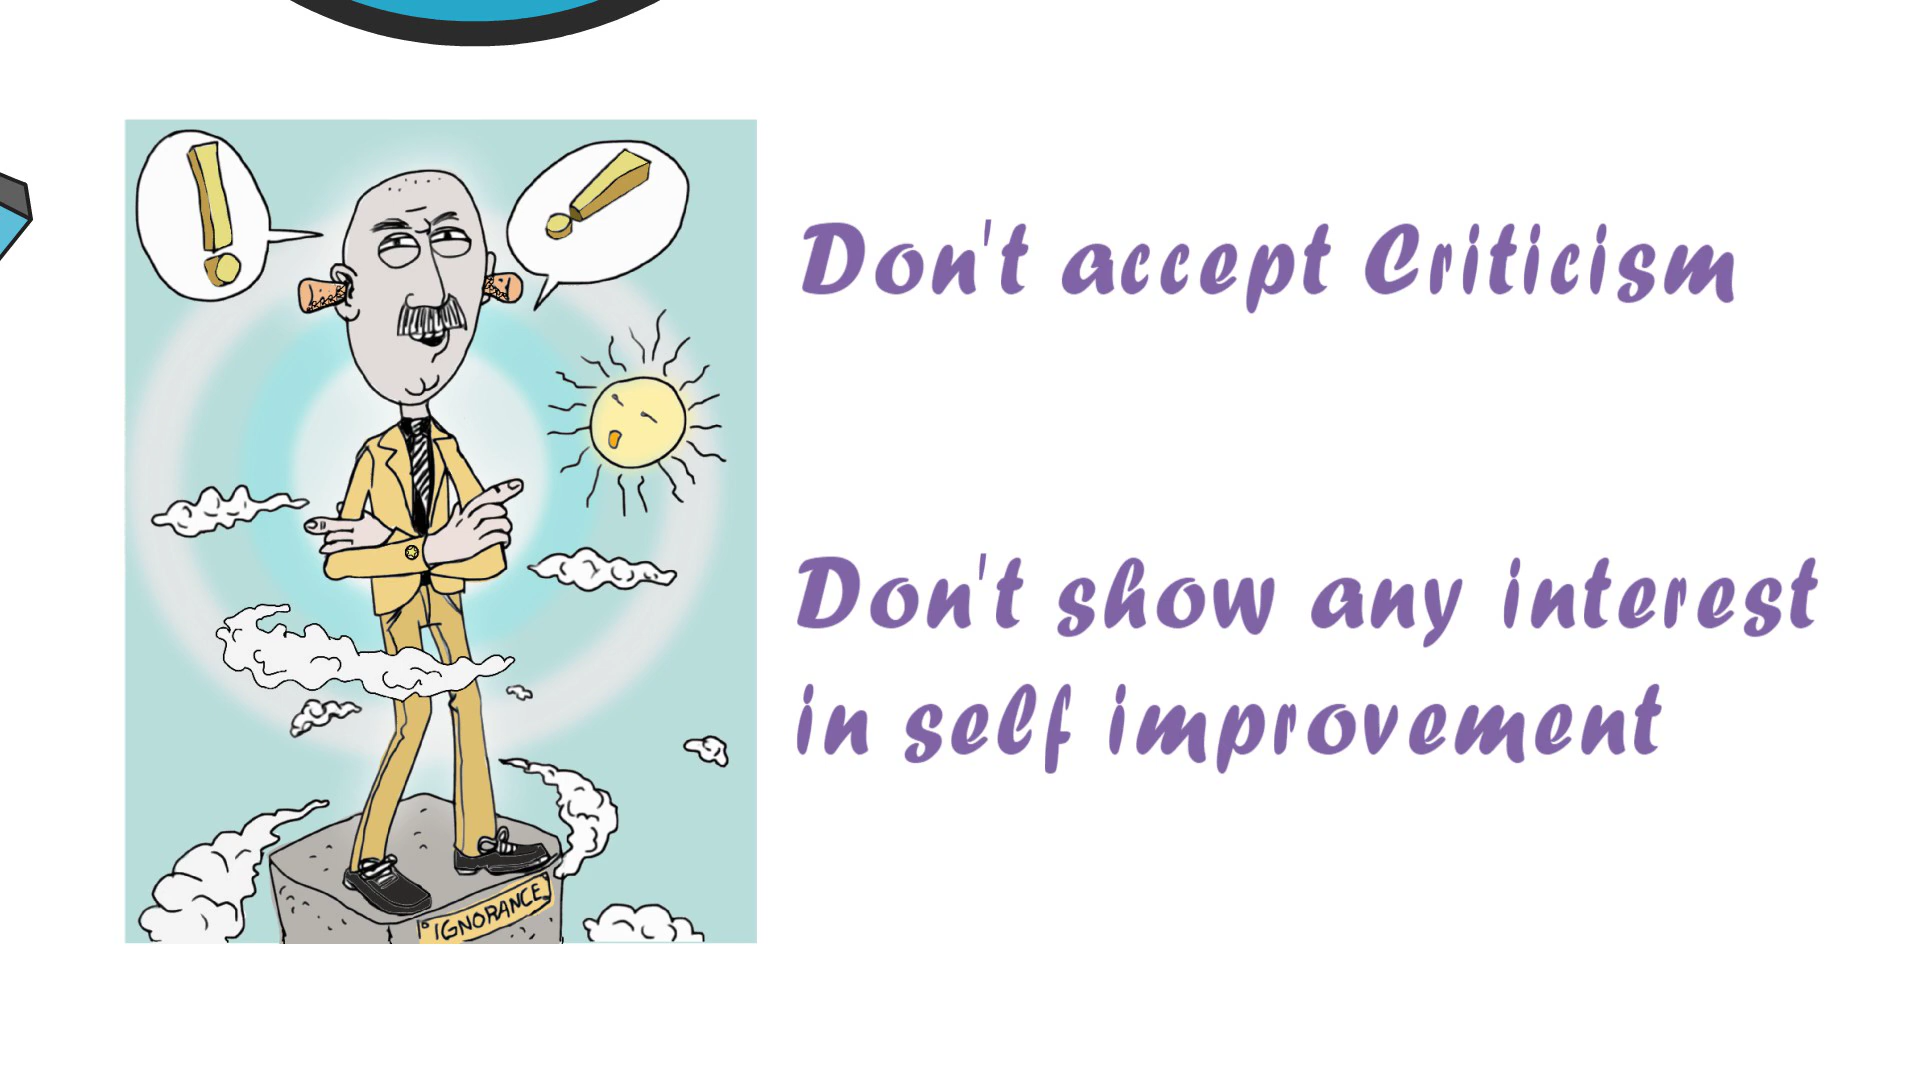 Don't accept Criticism
Don't show any interest
in self improvement
! !
IGNORANCE